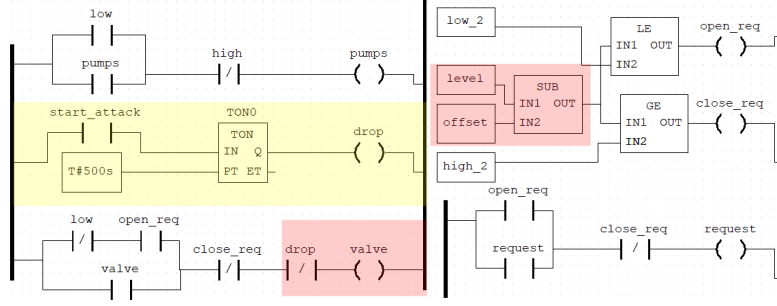 low
pumps
high
/
pumps
start_attack
TON0
TON
IN Q
PT ET
T#500s
drop
low
/
open_req
valve
close_req
/
drop
/
valve
low_2
LE
IN1 OUT
IN2
open_req
level
offset
SUB
IN1 OUT
IN2
high_2
GE
IN1 OUT
IN2
close_req
open_req
request
close_req
/
request